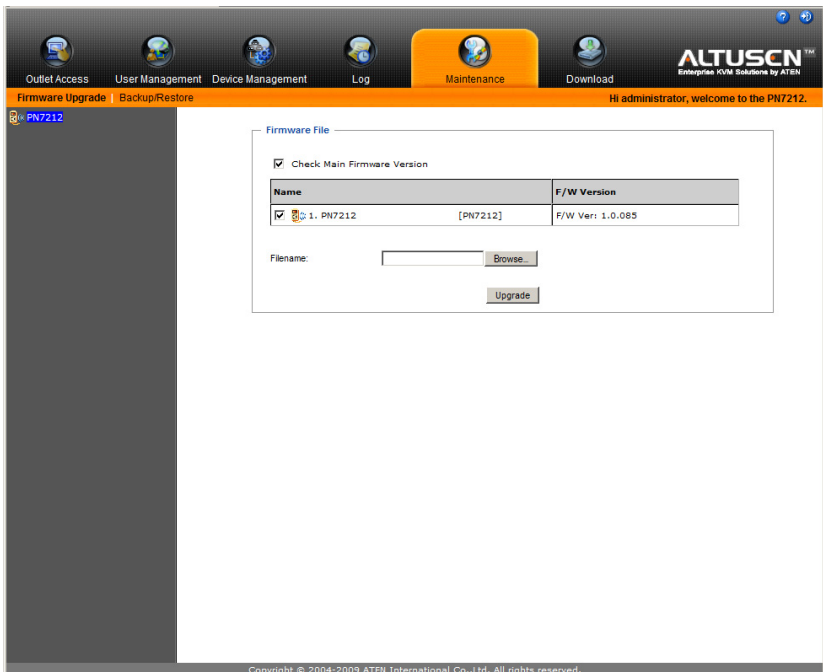 ALTUSCN™
Enterprise KVM Solutions by ATEN
Outlet Access
User Management
Device Management
Log
Maintenance
Download
Firmware Upgrade | Backup/Restore
Hi administrator, welcome to the PN7212.
PN7212
Firmware File
Check Main Firmware Version
Name F/W Version
1. PN7212 [PN7212] F/W Ver: 1.0.085
Filename: Browse...
Upgrade
Copyright © 2004-2009 ATEN International Co.,Ltd. All rights reserved.